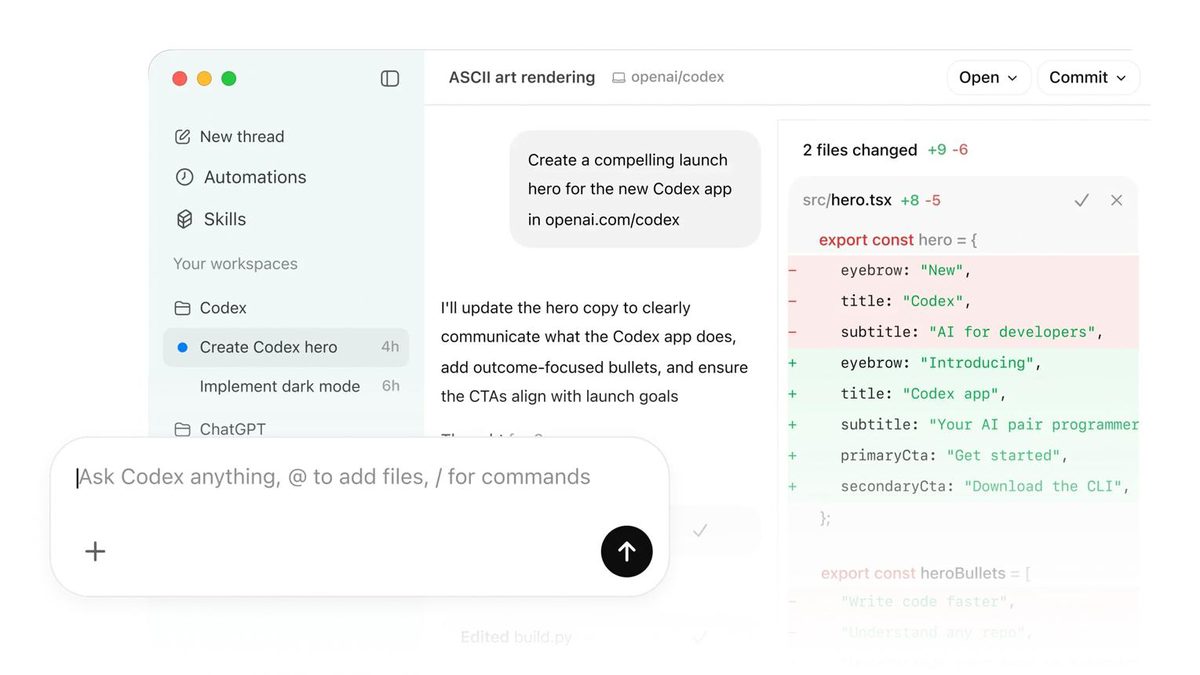 ASCII art rendering openai/codex
Open
Commit
New thread
Automations
Skills
Your workspaces
Codex
Create Codex hero 4h
Implement dark mode 6h
ChatGPT
Create a compelling launch
hero for the new Codex app
in openai.com/codex
I'll update the hero copy to clearly
communicate what the Codex app does,
add outcome-focused bullets, and ensure
the CTAs align with launch goals
Ask Codex anything, @ to add files, / for commands
Edited build.py
2 files changed +9 -6
src/hero.tsx +8 -5
export const hero = {
- eyebrow: "New",
- title: "Codex",
- subtitle: "AI for developers",
+ eyebrow: "Introducing",
+ title: "Codex app",
+ subtitle: "Your AI pair programmer
+ primaryCta: "Get started",
+ secondaryCta: "Download the CLI",
};
export const heroBullets = [
- "Write code faster",
- "Understand any repo",